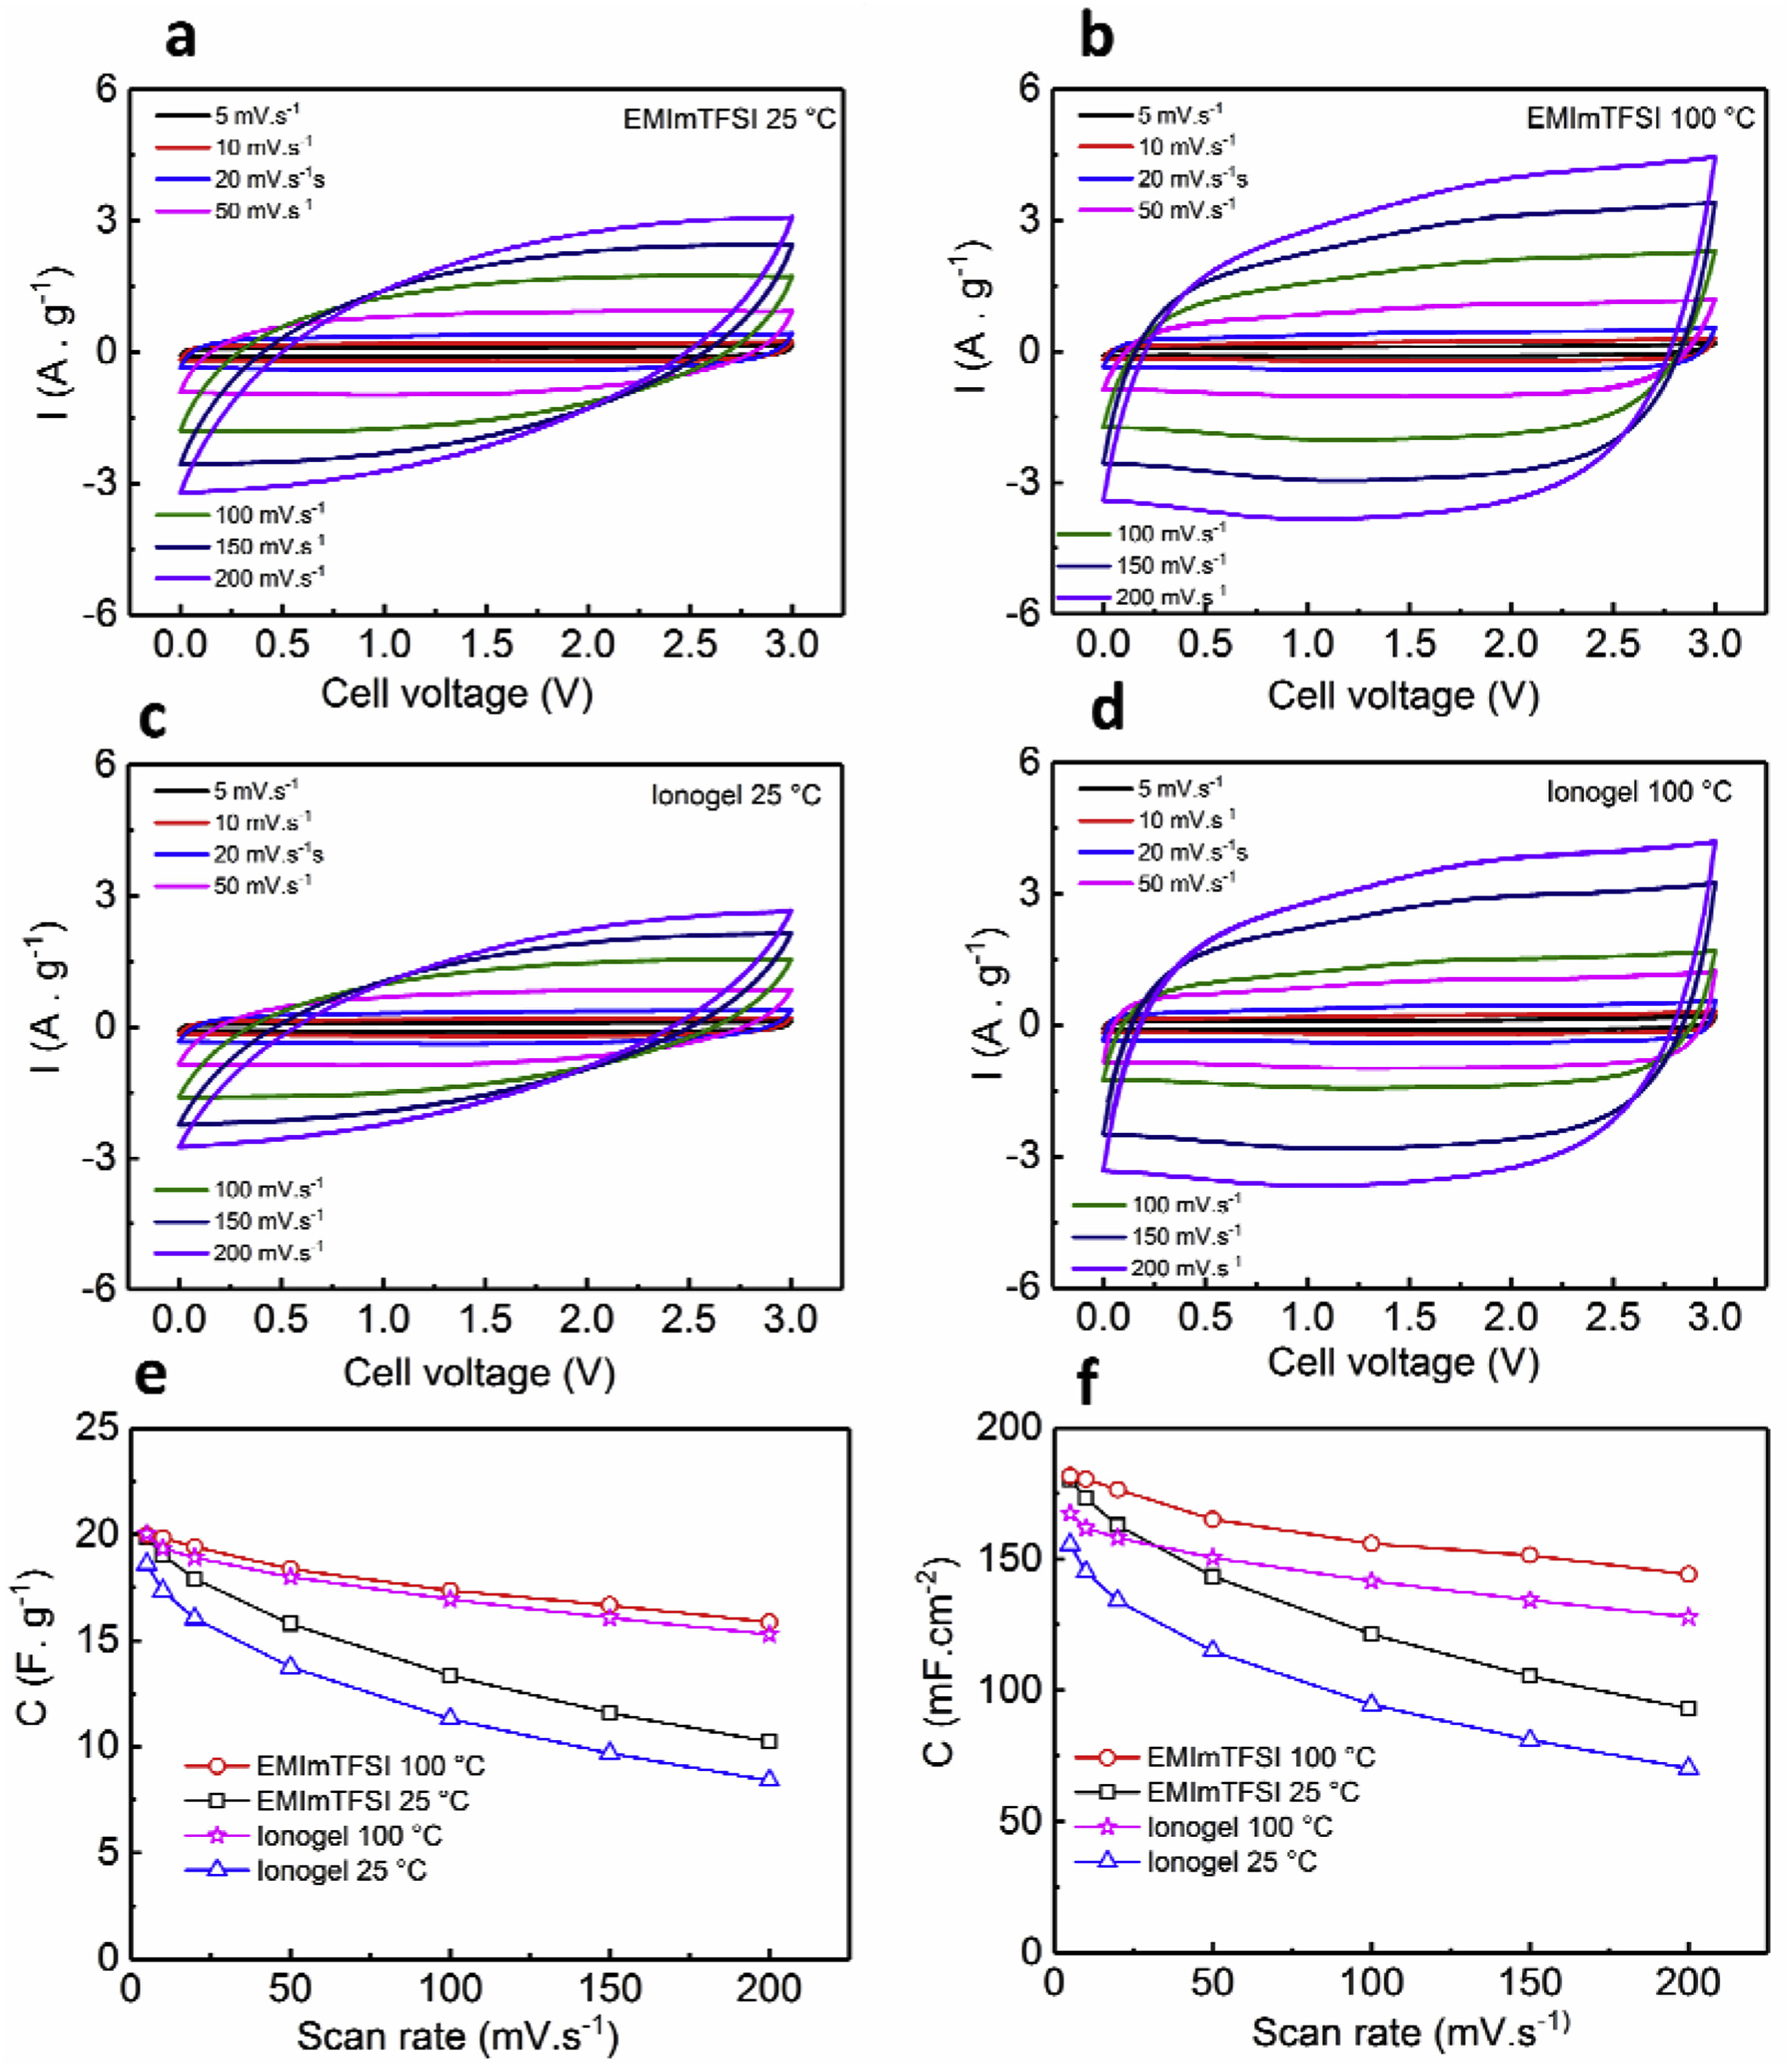 a
6
3
0
-3
-6
I (A . g⁻¹)
5 mV.s⁻¹
10 mV.s⁻¹
20 mV.s⁻¹s
50 mV.s⁻¹
EMImTFSI 25 °C
100 mV.s⁻¹
150 mV.s⁻¹
200 mV.s⁻¹
0.0 0.5 1.0 1.5 2.0 2.5 3.0
Cell voltage (V)
b
6
3
0
-3
-6
I (A . g⁻¹)
5 mV.s⁻¹
10 mV.s⁻¹
20 mV.s⁻¹s
50 mV.s⁻¹
EMImTFSI 100 °C
100 mV.s⁻¹
150 mV.s⁻¹
200 mV.s⁻¹
0.0 0.5 1.0 1.5 2.0 2.5 3.0
Cell voltage (V)
c
6
3
0
-3
-6
I (A . g⁻¹)
5 mV.s⁻¹
10 mV.s⁻¹
20 mV.s⁻¹s
50 mV.s⁻¹
Ionogel 25 °C
100 mV.s⁻¹
150 mV.s⁻¹
200 mV.s⁻¹
0.0 0.5 1.0 1.5 2.0 2.5 3.0
Cell voltage (V)
d
6
3
0
-3
-6
I (A . g⁻¹)
5 mV.s⁻¹
10 mV.s⁻¹
20 mV.s⁻¹s
50 mV.s⁻¹
Ionogel 100 °C
100 mV.s⁻¹
150 mV.s⁻¹
200 mV.s⁻¹
0.0 0.5 1.0 1.5 2.0 2.5 3.0
Cell voltage (V)
e
25
20
15
10
5
0
C (F. g⁻¹)
EMImTFSI 100 °C
EMImTFSI 25 °C
Ionogel 100 °C
Ionogel 25 °C
0 50 100 150 200
Scan rate (mV.s⁻¹)
f
200
150
100
50
0
C (mF.cm⁻²)
EMImTFSI 100 °C
EMImTFSI 25 °C
Ionogel 100 °C
Ionogel 25 °C
0 50 100 150 200
Scan rate (mV.s⁻¹⁾